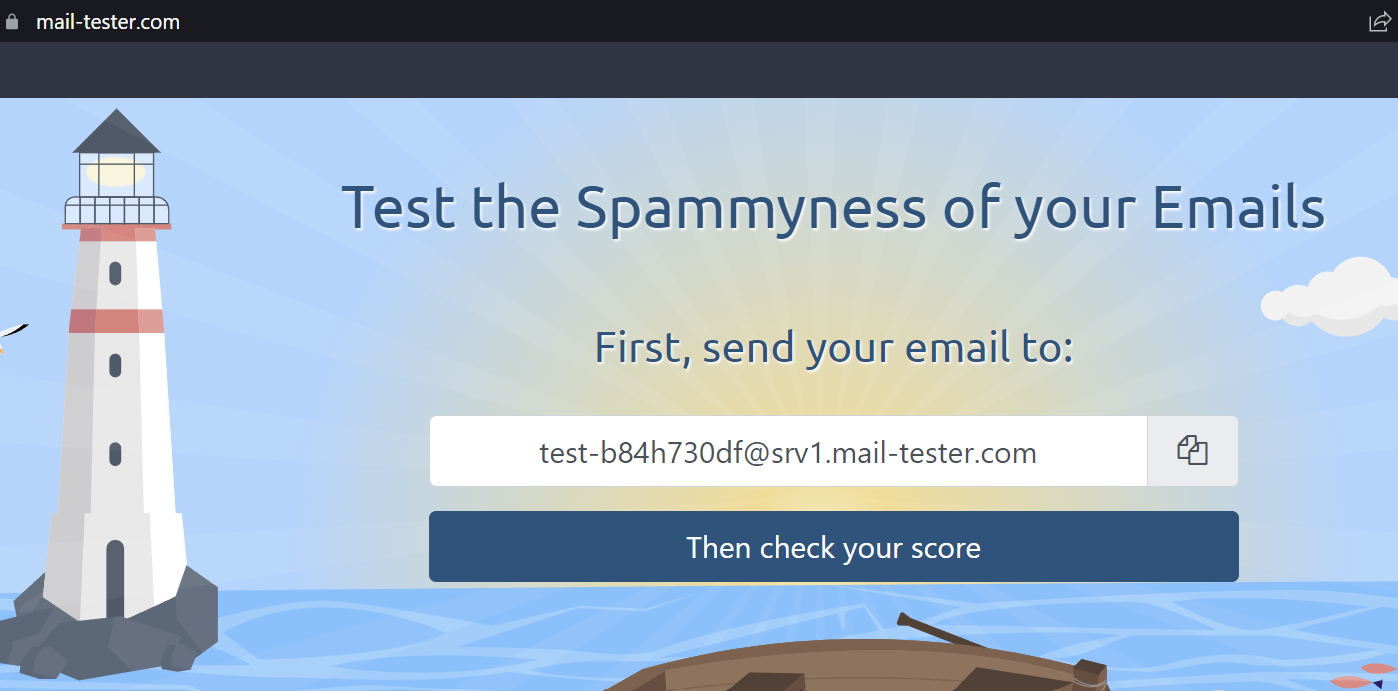 mail-tester.com
Test the Spammyness of your Emails
First, send your email to:
test-b84h730df@srv1.mail-tester.com
Then check your score